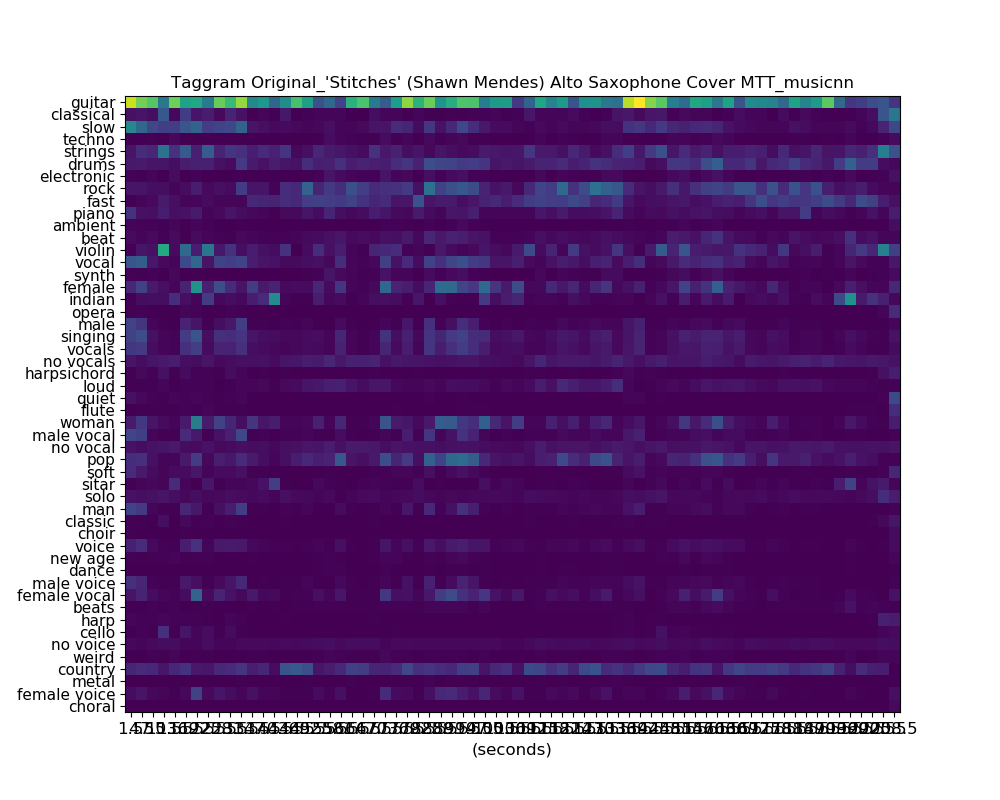 Taggram Original_'Stitches' (Shawn Mendes) Alto Saxophone Cover MTT_musicnn
guitar
classical
slow
techno
strings
drums
electronic
rock
fast
piano
ambient
beat
violin
vocal
synth
female
indian
opera
male
singing
vocals
no vocals
harpsichord
loud
quiet
flute
woman
male vocal
no vocal
pop
soft
sitar
solo
man
classic
choir
voice
new age
dance
male voice
female vocal
beats
harp
cello
no voice
weird
country
metal
female voice
choral
(seconds)